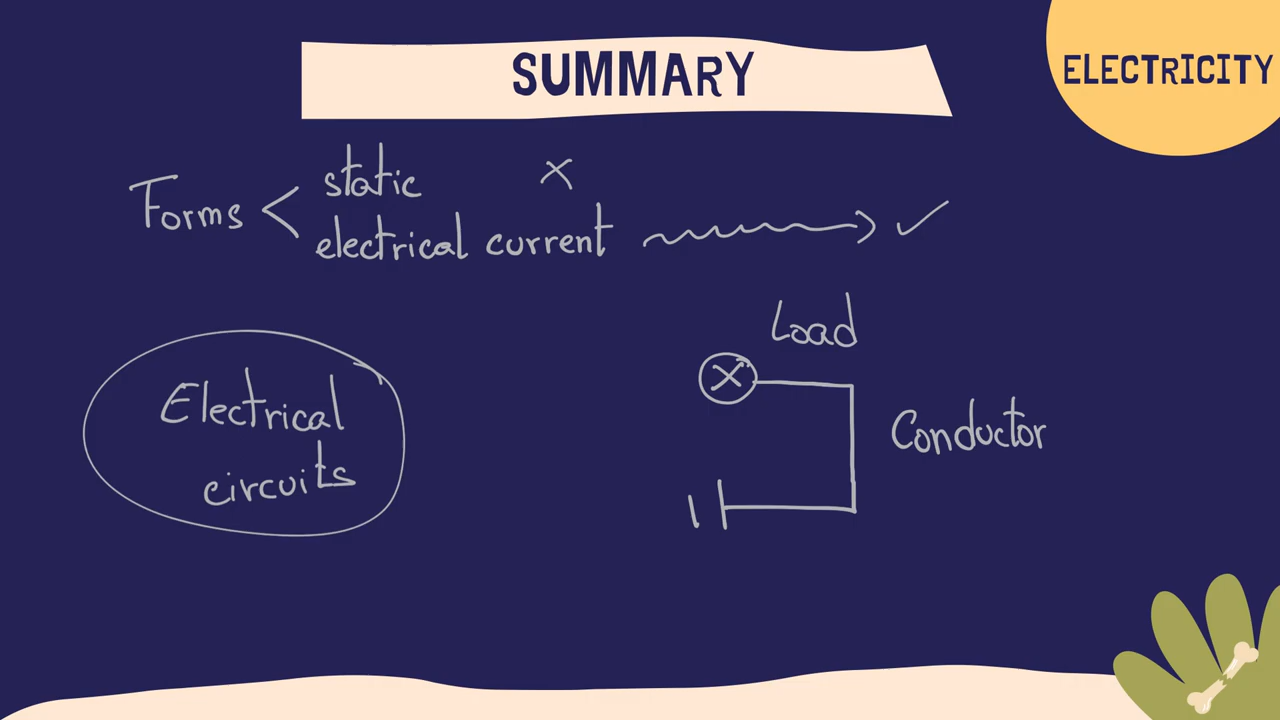 SUMMARY
ELECTRICITY
Forms < static X
electrical current
Load
Electrical
circuits
Conductor